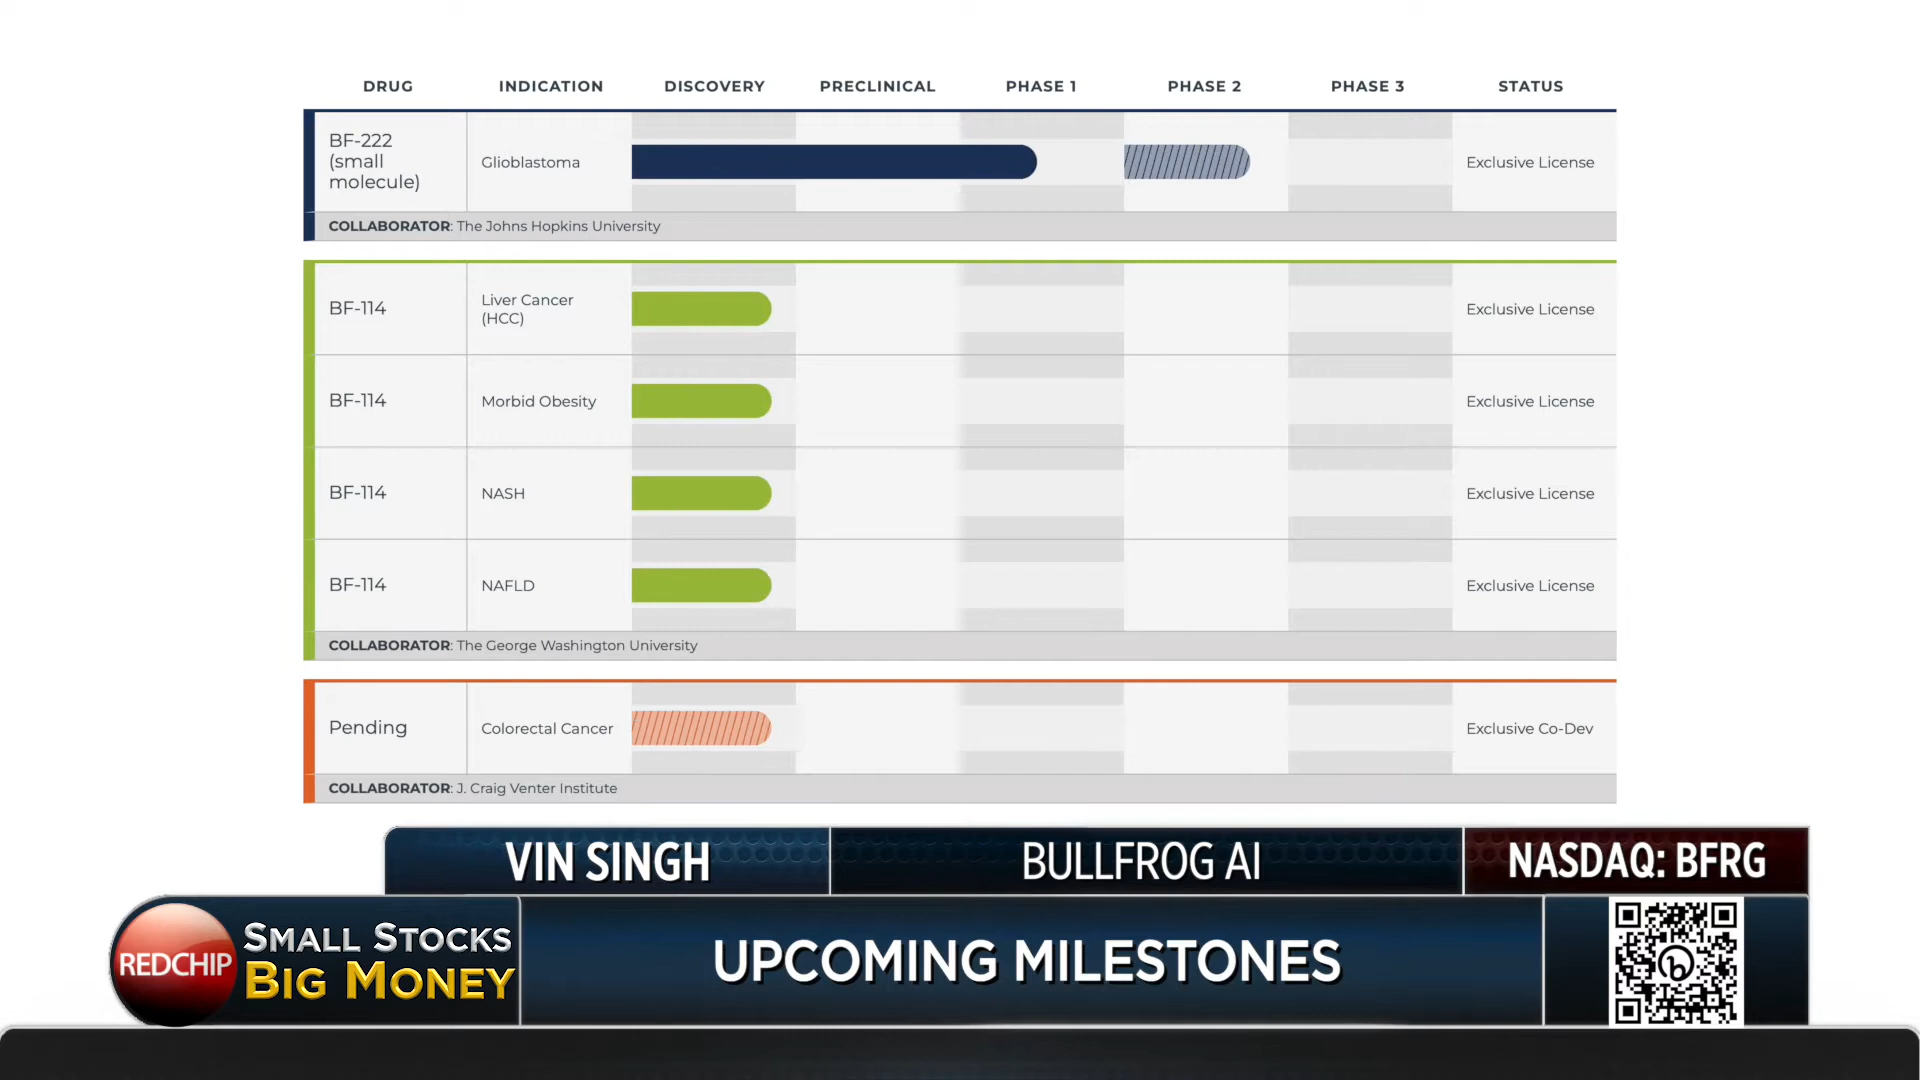 DRUG INDICATION DISCOVERY PRECLINICAL PHASE 1 PHASE 2 PHASE 3 STATUS
BF-222
(small
molecule)
Glioblastoma
Exclusive License
COLLABORATOR: The Johns Hopkins University
BF-114
Liver Cancer
(HCC)
Exclusive License
BF-114 Morbid Obesity Exclusive License
BF-114 NASH Exclusive License
BF-114 NAFLD Exclusive License
COLLABORATOR: The George Washington University
Pending Colorectal Cancer Exclusive Co-Dev
COLLABORATOR: J. Craig Venter Institute
VIN SINGH BULLFROG AI NASDAQ: BFRG
REDCHIP
SMALL STOCKS
BIG MONEY
UPCOMING MILESTONES